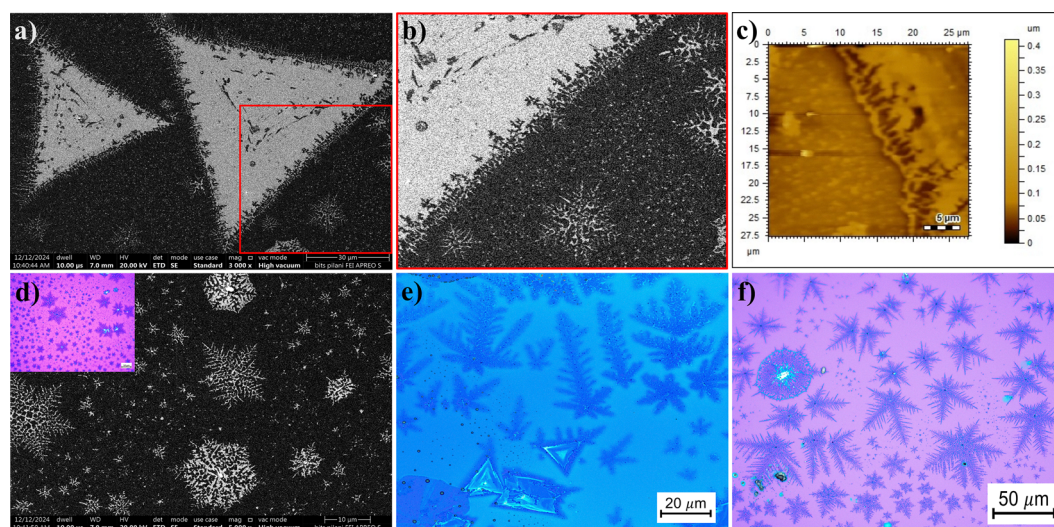 a)
b)
c)
um
0 5 10 15 20 25 µm
0
2.5
5
7.5
10
12.5
15
17.5
20
22.5
25
27.5
µm
5 µm
0.4
0.35
0.3
0.25
0.2
0.15
0.1
0.05
0
12/12/2024 dwell WD HV det mode use case mag □ vac mode 30 µm
10:40:44 AM 10.00 µs 7.0 mm 20.00 kV ETD SE Standard 3 000 x High vacuum bits pilani FEI APREO S
d)
e)
f)
20 µm
50 µm
12/12/2024 dwell WD HV det mode use case mag □ vac mode 10 µm